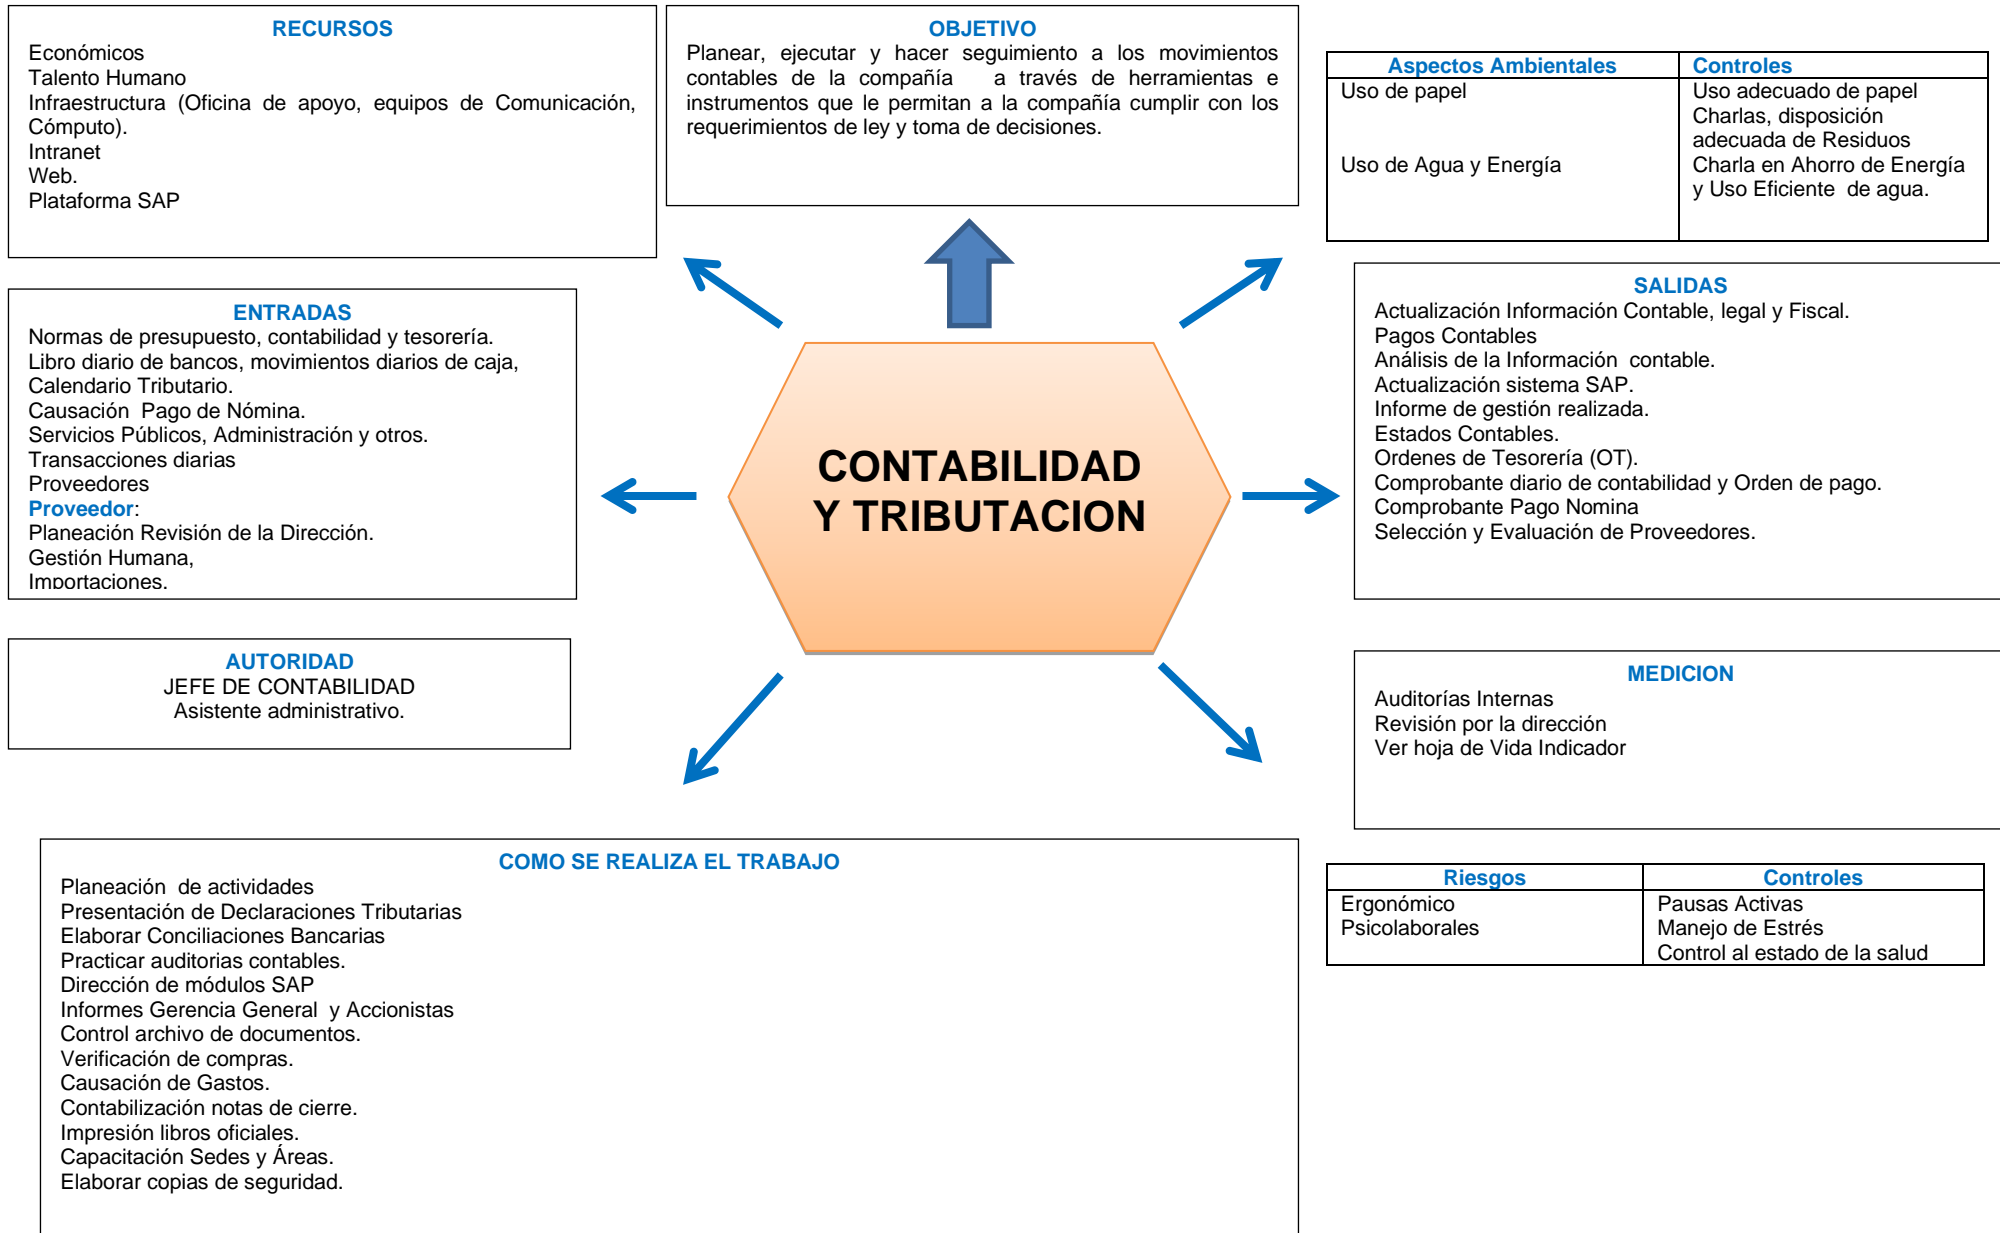 RECURSOS
Económicos
Talento Humano
Infraestructura (Oficina de apoyo, equipos de Comunicación,
Cómputo).
Intranet
Web.
Plataforma SAP
OBJETIVO
Planear, ejecutar y hacer seguimiento a los movimientos
contables de la compañía a través de herramientas e
instrumentos que le permitan a la compañía cumplir con los
requerimientos de ley y toma de decisiones.
Aspectos Ambientales Controles
Uso de papel Uso adecuado de papel
Charlas, disposición
adecuada de Residuos
Uso de Agua y Energía Charla en Ahorro de Energía
y Uso Eficiente de agua.
ENTRADAS
Normas de presupuesto, contabilidad y tesorería.
Libro diario de bancos, movimientos diarios de caja,
Calendario Tributario.
Causación Pago de Nómina.
Servicios Públicos, Administración y otros.
Transacciones diarias
Proveedores
Proveedor:
Planeación Revisión de la Dirección.
Gestión Humana,
Importaciones.
CONTABILIDAD
Y TRIBUTACION
SALIDAS
Actualización Información Contable, legal y Fiscal.
Pagos Contables
Análisis de la Información contable.
Actualización sistema SAP.
Informe de gestión realizada.
Estados Contables.
Ordenes de Tesorería (OT).
Comprobante diario de contabilidad y Orden de pago.
Comprobante Pago Nomina
Selección y Evaluación de Proveedores.
AUTORIDAD
JEFE DE CONTABILIDAD
Asistente administrativo.
MEDICION
Auditorías Internas
Revisión por la dirección
Ver hoja de Vida Indicador
COMO SE REALIZA EL TRABAJO
Planeación de actividades
Presentación de Declaraciones Tributarias
Elaborar Conciliaciones Bancarias
Practicar auditorias contables.
Dirección de módulos SAP
Informes Gerencia General y Accionistas
Control archivo de documentos.
Verificación de compras.
Causación de Gastos.
Contabilización notas de cierre.
Impresión libros oficiales.
Capacitación Sedes y Áreas.
Elaborar copias de seguridad.
Riesgos Controles
Ergonómico Pausas Activas
Psicolaborales Manejo de Estrés
Control al estado de la salud